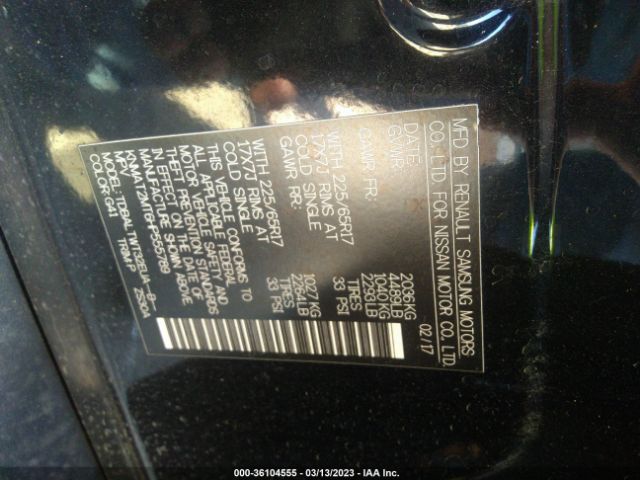 MFD BY RENAULT SAMSUNG MOTORS
CO., LTD. FOR NISSAN MOTOR CO., LTD.
DATE: 02/17
GVWR: 2036KG 4489LB
GAWR FR: 1040KG 2293LB
WITH 225/65R17 TIRES
17X7J RIMS AT 33 PSI
COLD SINGLE
GAWR RR: 1027KG 2264LB
WITH 225/65R17 TIRES
17X7J RIMS AT 33 PSI
COLD SINGLE
THIS VEHICLE CONFORMS TO
ALL APPLICABLE FEDERAL
MOTOR VEHICLE SAFETY AND
THEFT PREVENTION STANDARDS
IN EFFECT ON THE DATE OF
MANUFACTURE SHOWN ABOVE.
MPV
COLOR: G41 TRIM: P
000-36104555 - 03/13/2023 - IAA Inc.